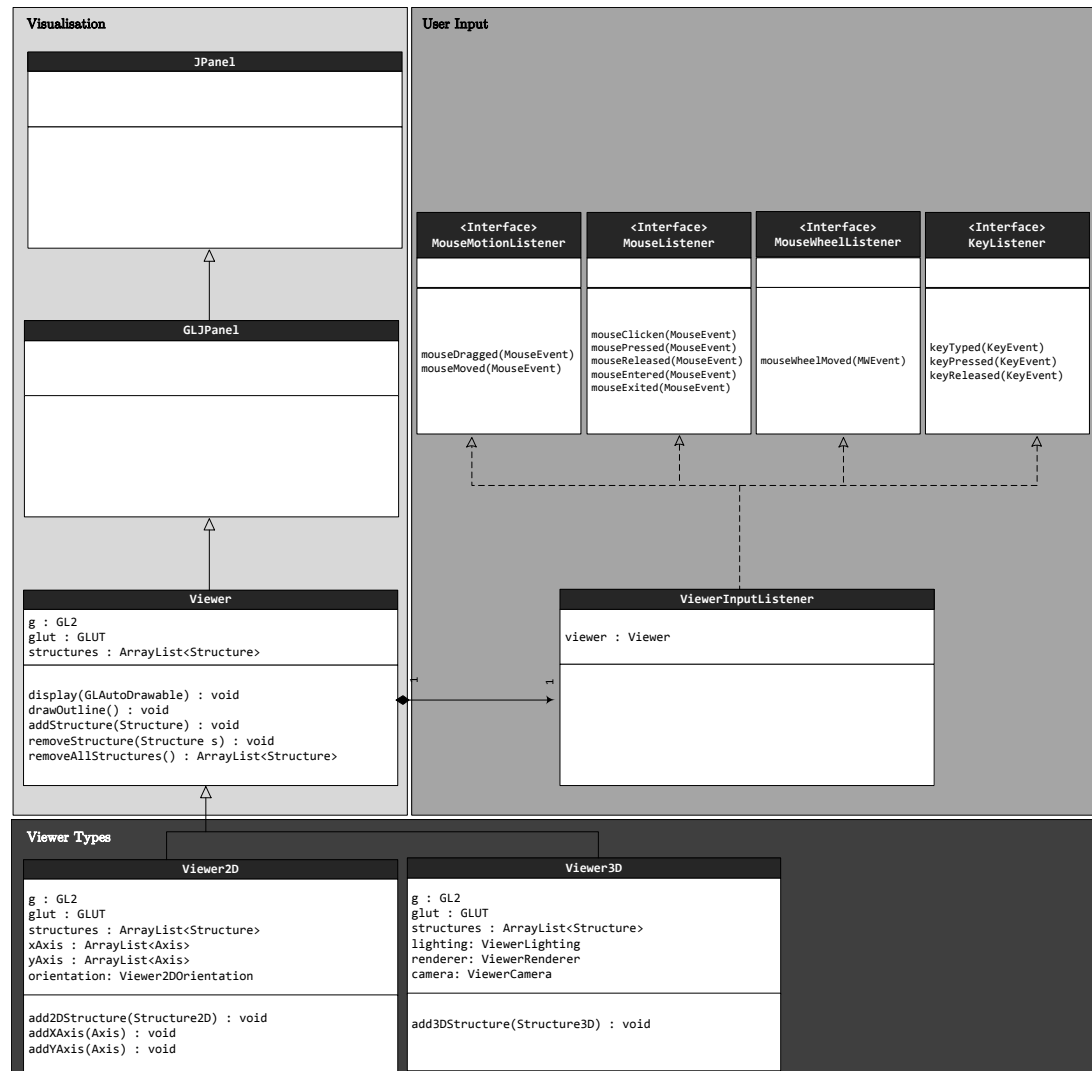 Visualisation
JPanel
GLJPanel
Viewer
g : GL2
glut : GLUT
structures : ArrayList<Structure>
display(GLAutoDrawable) : void
drawOutline() : void
addStructure(Structure) : void
removeStructure(Structure s) : void
removeAllStructures() : ArrayList<Structure>
1
1
User Input
<Interface>
MouseMotionListener
mouseDragged(MouseEvent)
mouseMoved(MouseEvent)
<Interface>
MouseListener
mouseClicken(MouseEvent)
mousePressed(MouseEvent)
mouseReleased(MouseEvent)
mouseEntered(MouseEvent)
mouseExited(MouseEvent)
<Interface>
MouseWheelListener
mouseWheelMoved(MWEvent)
<Interface>
KeyListener
keyTyped(KeyEvent)
keyPressed(KeyEvent)
keyReleased(KeyEvent)
ViewerInputListener
viewer : Viewer
Viewer Types
Viewer2D
g : GL2
glut : GLUT
structures : ArrayList<Structure>
xAxis : ArrayList<Axis>
yAxis : ArrayList<Axis>
orientation: Viewer2DOrientation
add2DStructure(Structure2D) : void
addXAxis(Axis) : void
addYAxis(Axis) : void
Viewer3D
g : GL2
glut : GLUT
structures : ArrayList<Structure>
lighting: ViewerLighting
renderer: ViewerRenderer
camera: ViewerCamera
add3DStructure(Structure3D) : void